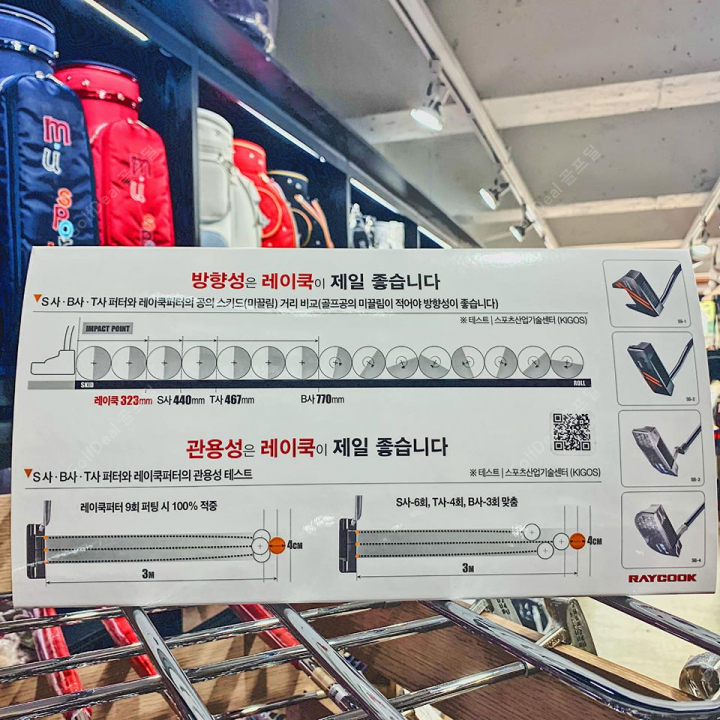 방향성은 레이쿡이 제일 좋습니다
S사 · B사 · T사 퍼터와 레이쿡퍼터의 공의 스키드(미끌림) 거리 비교(골프공의 미끌림이 적어야 방향성이 좋습니다)
※ 테스트 | 스포츠산업기술센터 (KIGOS)
IMPACT POINT
SKID
ROLL
레이쿡 323mm
S사 440mm
T사 467mm
B사 770mm
관용성은 레이쿡이 제일 좋습니다
S사 · B사 · T사 퍼터와 레이쿡퍼터의 관용성 테스트
※ 테스트 | 스포츠산업기술센터 (KIGOS)
레이쿡퍼터 9회 퍼팅 시 100% 적중
4CM
3M
S사-6회, T사-4회, B사-3회 맞춤
4CM
3M
SS-1
SS-2
SS-3
SS-4
RAYCOOK